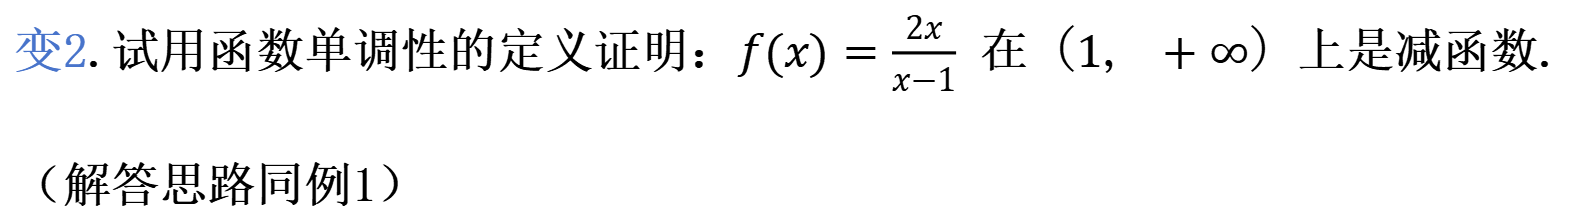 变2. 试用函数单调性的定义证明：f(x) = \frac{2x}{x-1} 在（1， +∞）上是减函数.
（解答思路同例1）